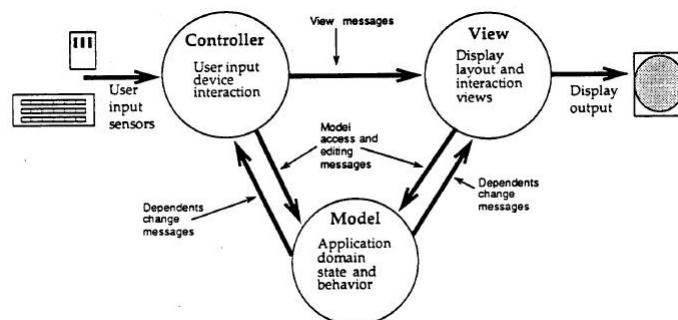 View messages
Controller
User input
device
interaction
View
Display
layout and
interaction
views
User
input
sensors
Display
output
Model
access and
editing
messages
Dependents
change
messages
Dependents
change
messages
Model
Application
domain
state and
behavior